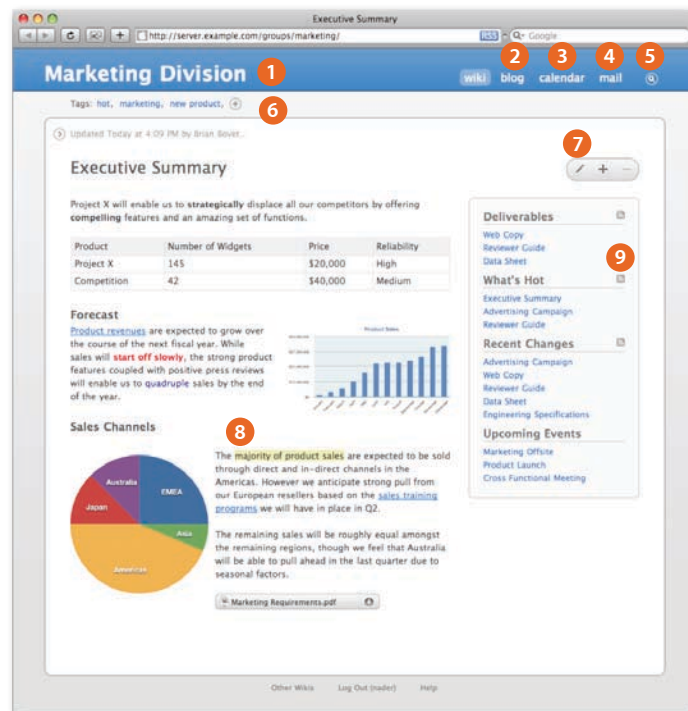 Executive Summary
http://server.example.com/groups/marketing/
RSS
Google
2 3 4 5
Marketing Division 1
wiki blog calendar mail
Tags: hot, marketing, new product, 6
Updated Today at 4:09 PM by Brian Boyer.
7
Executive Summary
Project X will enable us to strategically displace all our competitors by offering
compelling features and an amazing set of functions.
Product Number of Widgets Price Reliability
Project X 145 $20,000 High
Competition 42 $40,000 Medium
Forecast
Product revenues are expected to grow over
the course of the next fiscal year. While
sales will start off slowly, the strong product
features coupled with positive press reviews
will enable us to quadruple sales by the end
of the year.
Product Sales
Sales Channels
8
Australia
EMEA
Japan
Asia
Americas
The majority of product sales are expected to be sold
through direct and in-direct channels in the
Americas. However we anticipate strong pull from
our European resellers based on the sales training
programs we will have in place in Q2.
The remaining sales will be roughly equal amongst
the remaining regions, though we feel that Australia
will be able to pull ahead in the last quarter due to
seasonal factors.
Marketing Requirements.pdf
Deliverables
Web Copy
Reviewer Guide
Data Sheet
9
What's Hot
Executive Summary
Advertising Campaign
Reviewer Guide
Recent Changes
Advertising Campaign
Web Copy
Reviewer Guide
Data Sheet
Engineering Specifications
Upcoming Events
Marketing Offsite
Product Launch
Cross Functional Meeting
Other Wikis Log Out (nader) Help